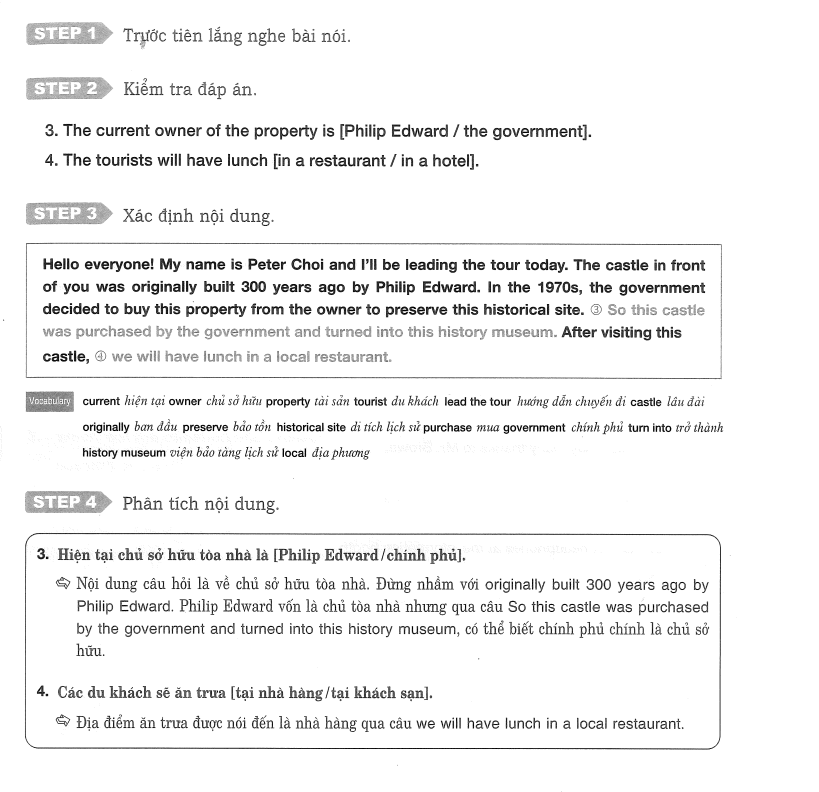 STEP 1 Trước tiên lắng nghe bài nói.
STEP 2 Kiểm tra đáp án.
3. The current owner of the property is [Philip Edward / the government].
4. The tourists will have lunch [in a restaurant / in a hotel].
STEP 3 Xác định nội dung.
Hello everyone! My name is Peter Choi and I'll be leading the tour today. The castle in front
of you was originally built 300 years ago by Philip Edward. In the 1970s, the government
decided to buy this property from the owner to preserve this historical site. ③ So this castle
was purchased by the government and turned into this history museum. After visiting this
castle, ④ we will have lunch in a local restaurant.
Vocabulary current hiện tại owner chủ sở hữu property tài sản tourist du khách lead the tour hướng dẫn chuyến đi castle lâu đài
originally ban đầu preserve bảo tồn historical site di tích lịch sử purchase mua government chính phủ turn into trở thành
history museum viện bảo tàng lịch sử local địa phương
STEP 4 Phân tích nội dung.
3. Hiện tại chủ sở hữu tòa nhà là [Philip Edward/chính phủ].
⇨ Nội dung câu hỏi là về chủ sở hữu tòa nhà. Đừng nhầm với originally built 300 years ago by
Philip Edward. Philip Edward vốn là chủ tòa nhà nhưng qua câu So this castle was purchased
by the government and turned into this history museum, có thể biết chính phủ chính là chủ sở
hữu.
4. Các du khách sẽ ăn trưa [tại nhà hàng/tại khách sạn].
⇨ Địa điểm ăn trưa được nói đến là nhà hàng qua câu we will have lunch in a local restaurant.